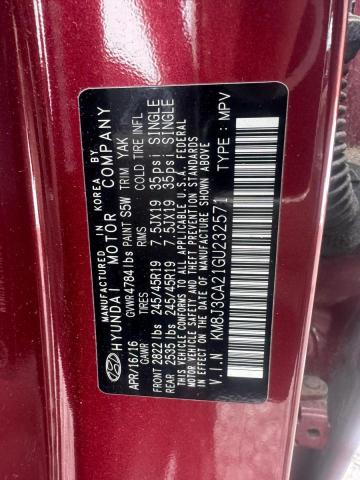 MANUFACTURED IN KOREA BY
HYUNDAI MOTOR COMPANY
GVWR 4784 lbs PAINT S5W TRIM YAK
APR/16/16
GAWR TIRES RIMS COLD TIRE INFL
FRONT 2822 lbs 245/45R19 7.5JX19 35psi SINGLE
REAR 2535 lbs 245/45R19 7.5JX19 35psi SINGLE
THIS VEHICLE CONFORMS TO ALL APPLICABLE U.S.A. FEDERAL
MOTOR VEHICLE SAFETY, BUMPER, AND THEFT PREVENTION
STANDARDS IN EFFECT ON THE DATE OF MANUFACTURE SHOWN ABOVE
V.I.N : KM8J3CA21GU232571 TYPE : MPV